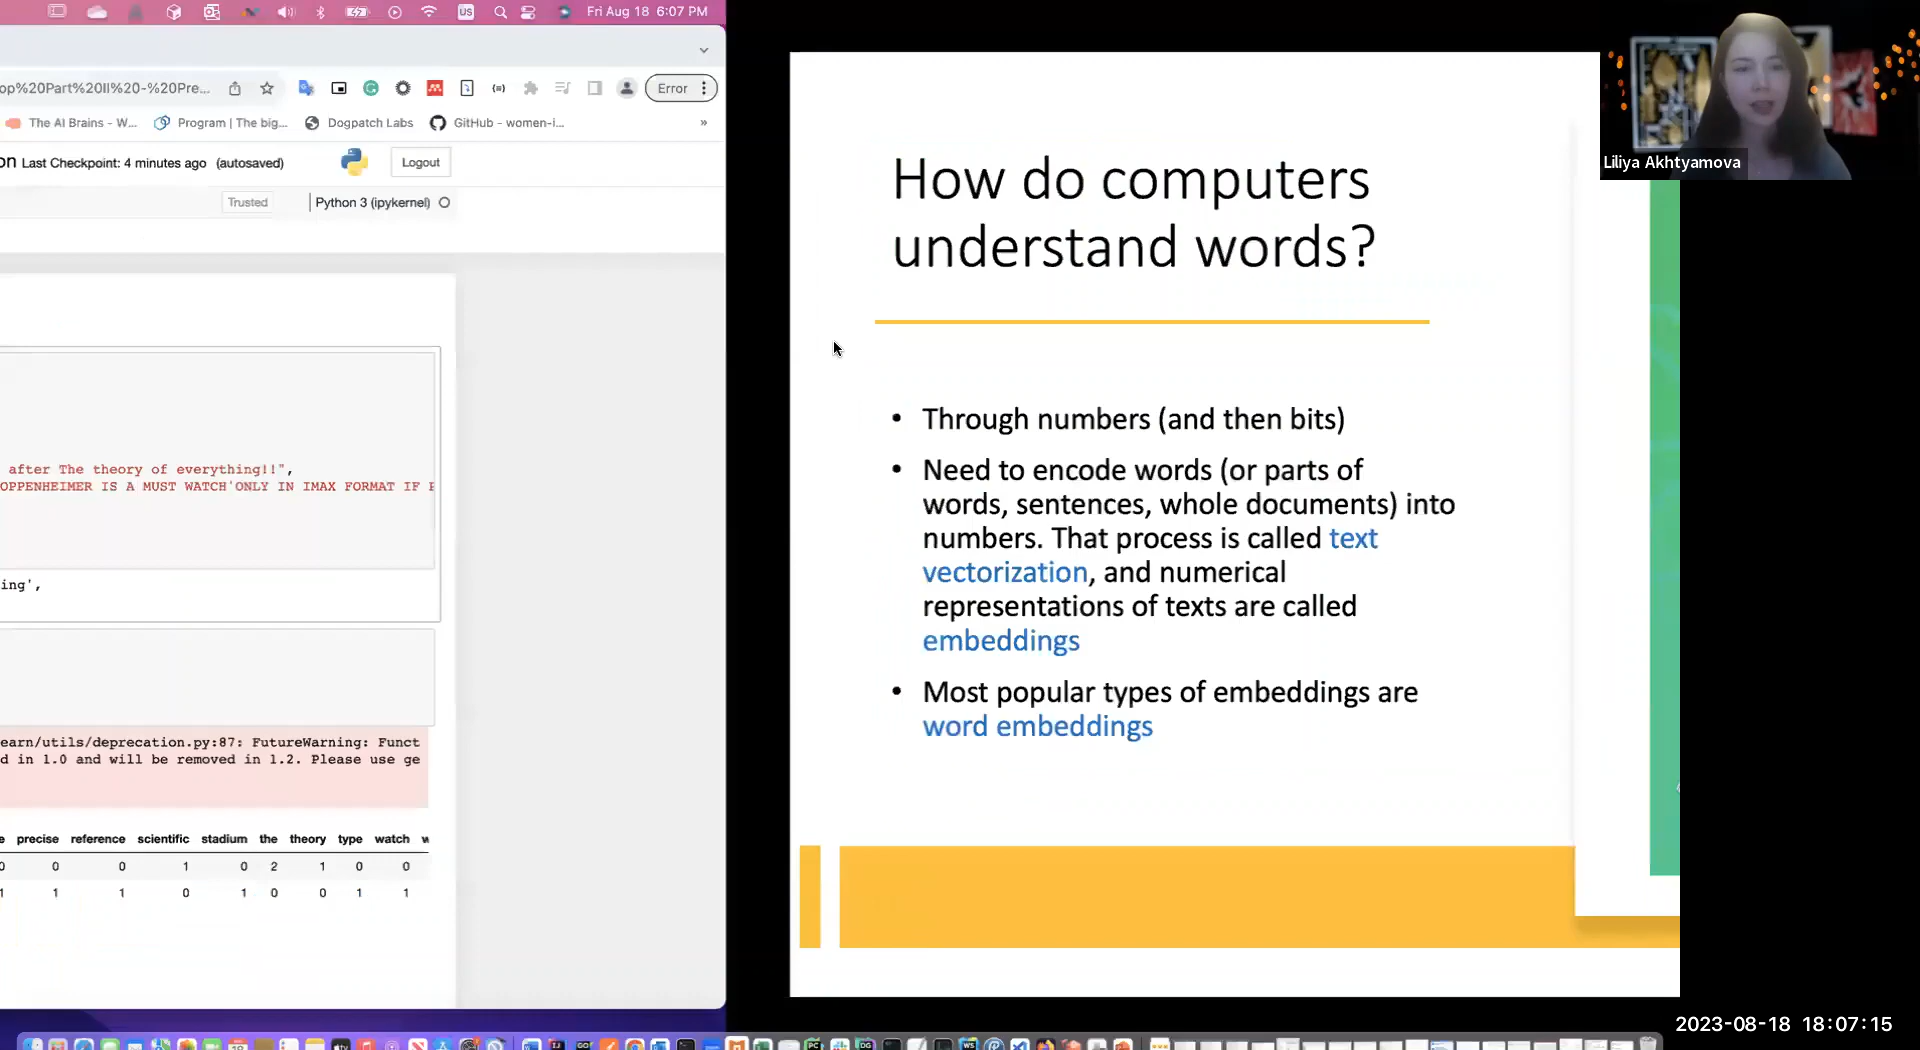 US
Fri Aug 18 6:07 PM
op%20Part%20II%20-%20Pre...
Error
The AI Brains - W...
Program | The big...
Dogpatch Labs
GitHub - women-i...
»
on Last Checkpoint: 4 minutes ago (autosaved)
Logout
Trusted
Python 3 (ipykernel)
after The theory of everything!!",
OPPENHEIMER IS A MUST WATCH'ONLY IN IMAX FORMAT IF
ing',
earn/utils/deprecation.py:87: FutureWarning: Funct
d in 1.0 and will be removed in 1.2. Please use ge
e precise reference scientific stadium the theory type watch w
0 0 0 1 0 2 1 0 0
1 1 1 0 1 0 0 1 1
How do computers
understand words?
• Through numbers (and then bits)
• Need to encode words (or parts of
words, sentences, whole documents) into
numbers. That process is called text
vectorization, and numerical
representations of texts are called
embeddings
• Most popular types of embeddings are
word embeddings
Liliya Akhtyamova
2023-08-18 18:07:15